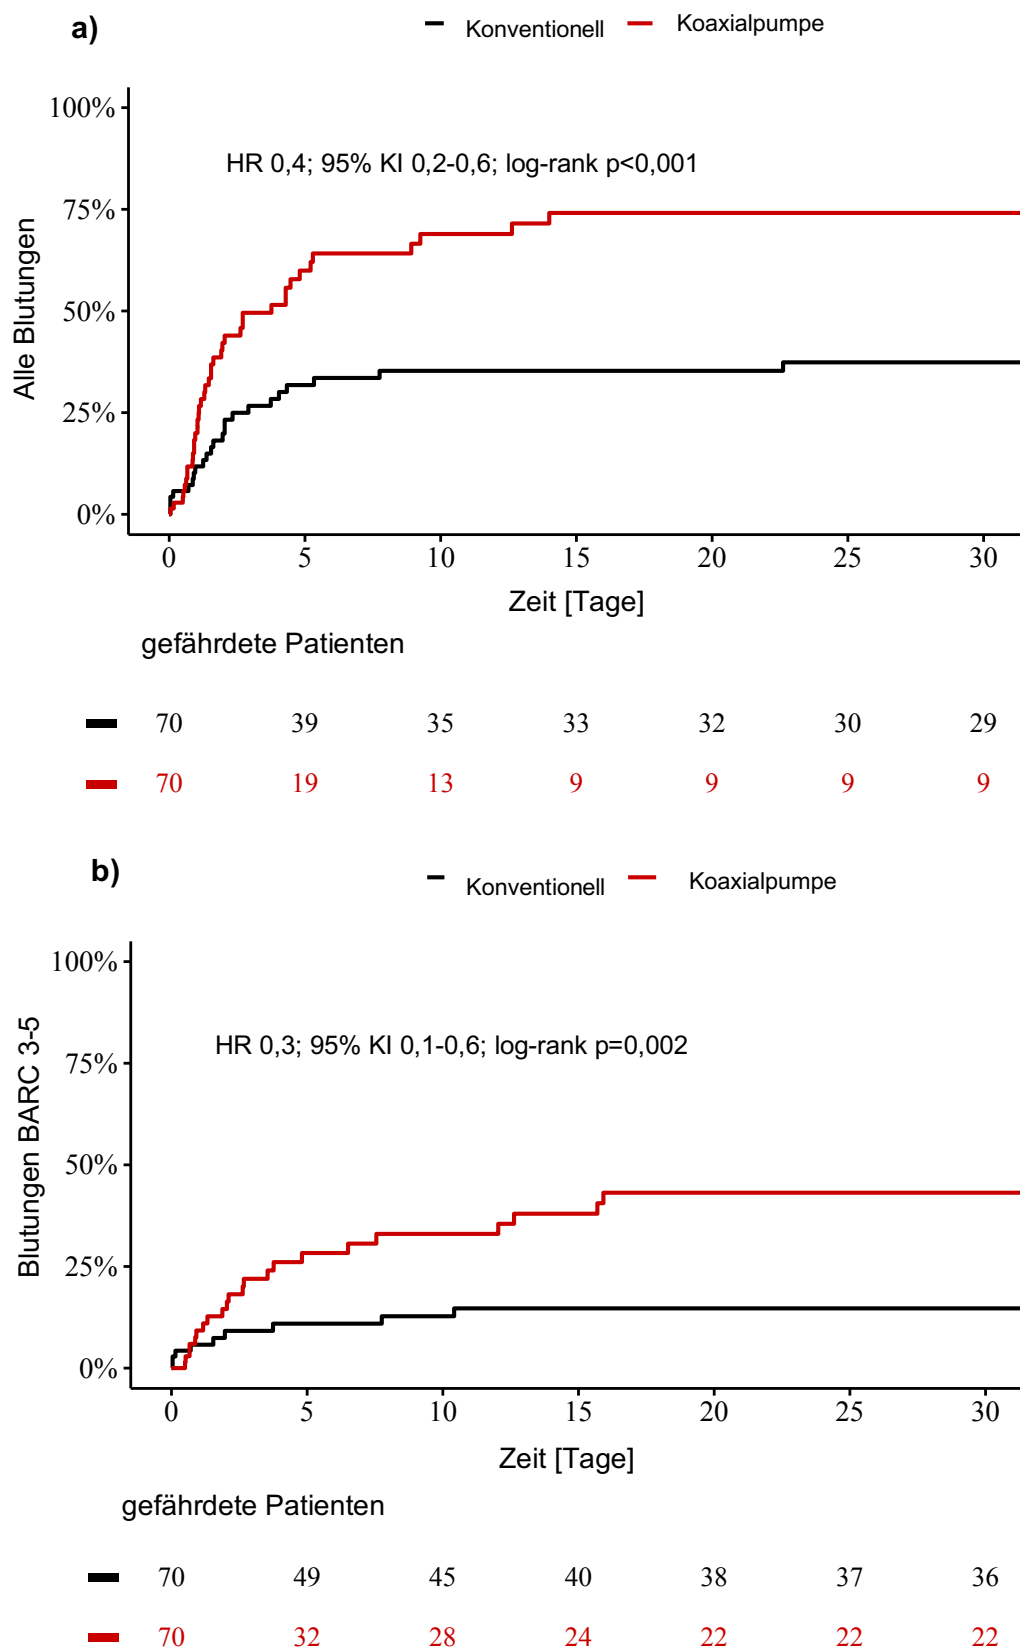 a)
Konventionell Koaxialpumpe
100%
75%
50%
25%
0%
Alle Blutungen
HR 0,4; 95% KI 0,2-0,6; log-rank p<0,001
0 5 10 15 20 25 30
Zeit [Tage]
gefährdete Patienten
70 39 35 33 32 30 29
70 19 13 9 9 9 9
b)
Konventionell Koaxialpumpe
100%
75%
50%
25%
0%
Blutungen BARC 3-5
HR 0,3; 95% KI 0,1-0,6; log-rank p=0,002
0 5 10 15 20 25 30
Zeit [Tage]
gefährdete Patienten
70 49 45 40 38 37 36
70 32 28 24 22 22 22